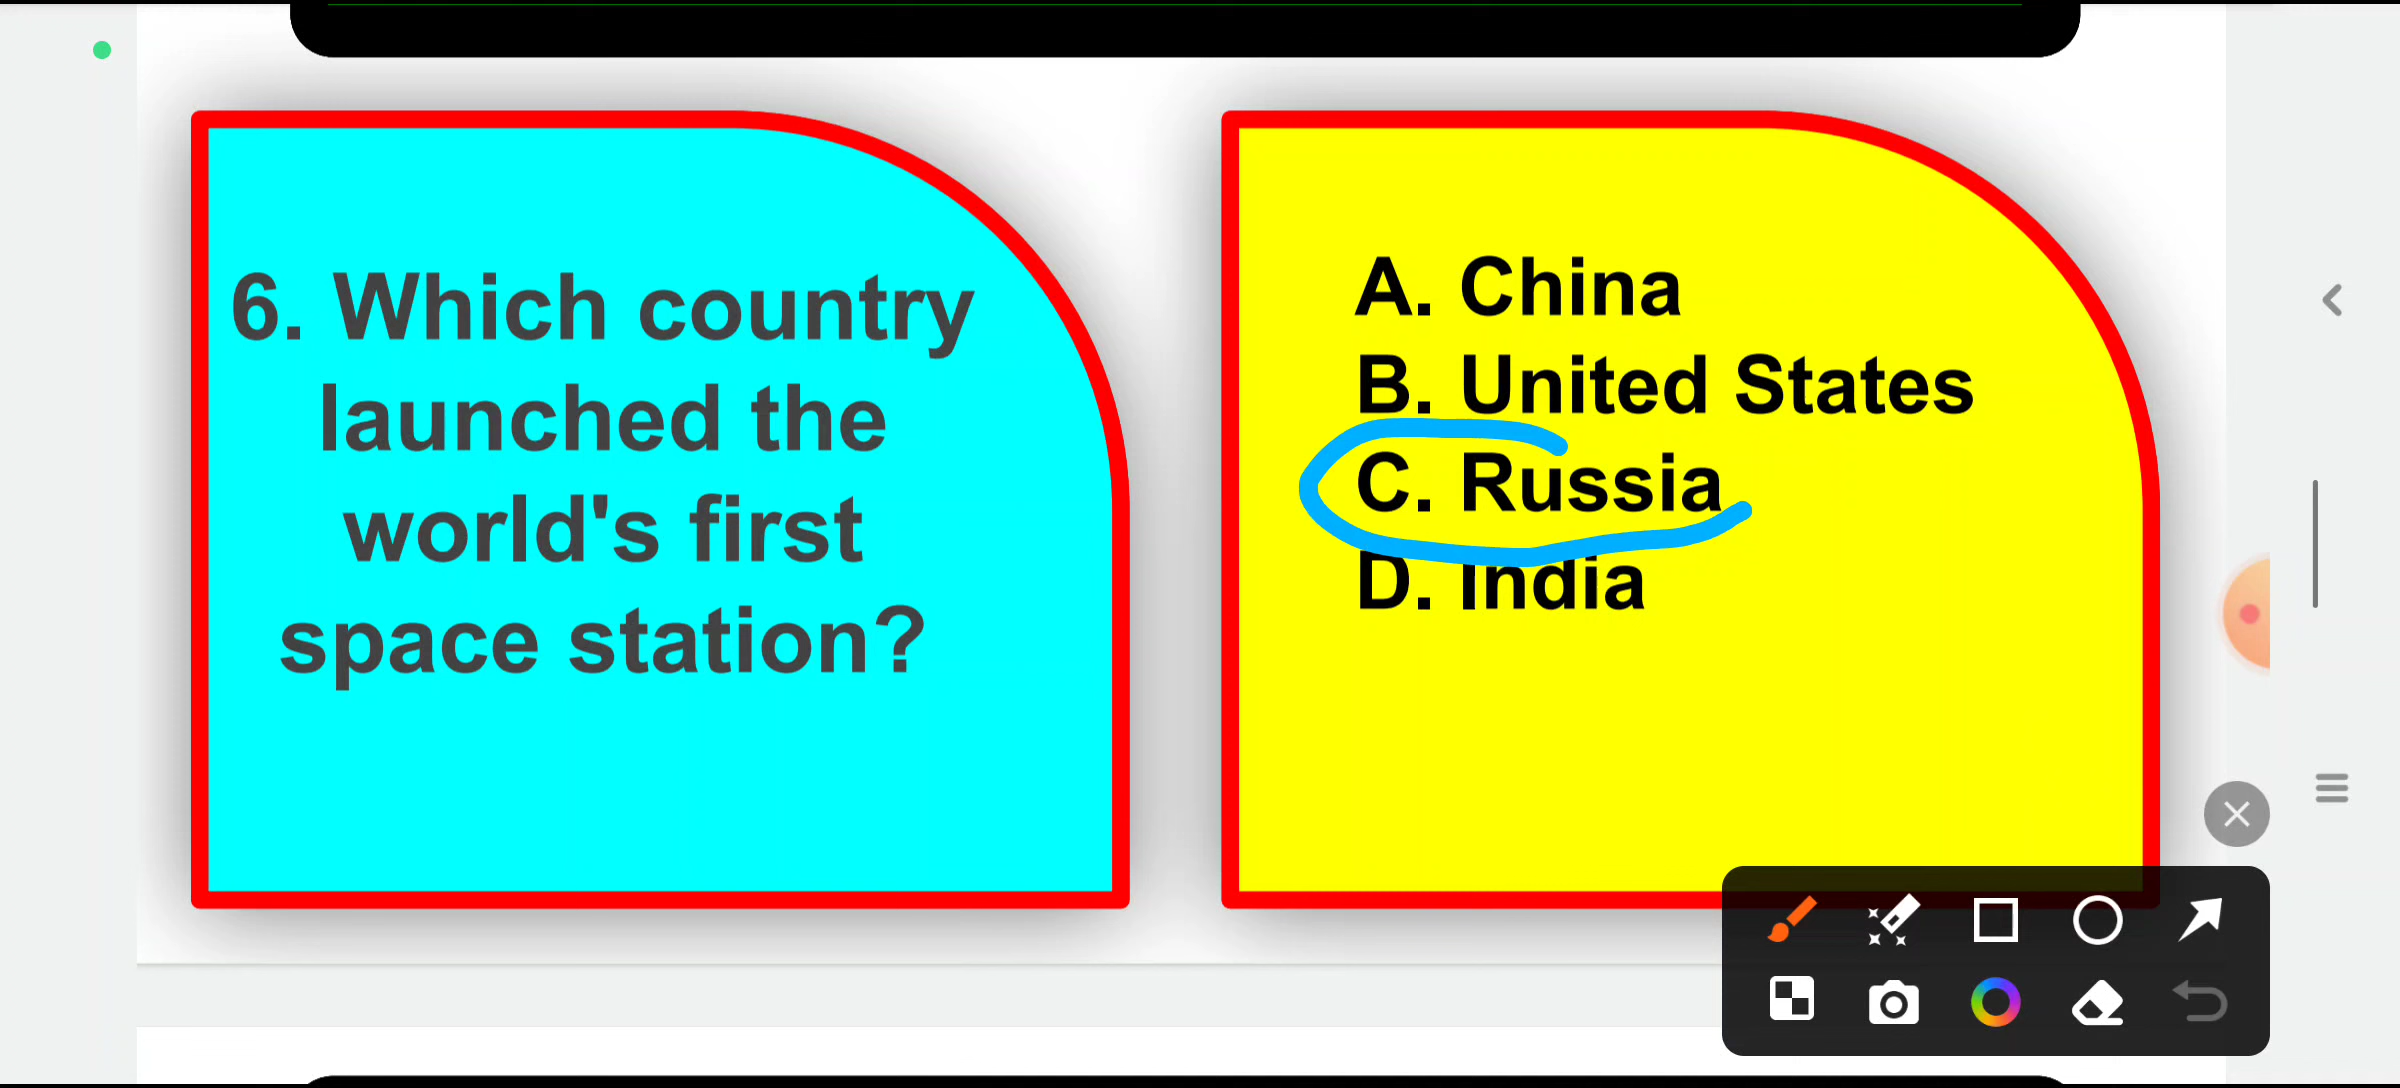 6. Which country
launched the
world's first
space station?
A. China
B. United States
C. Russia
D. India